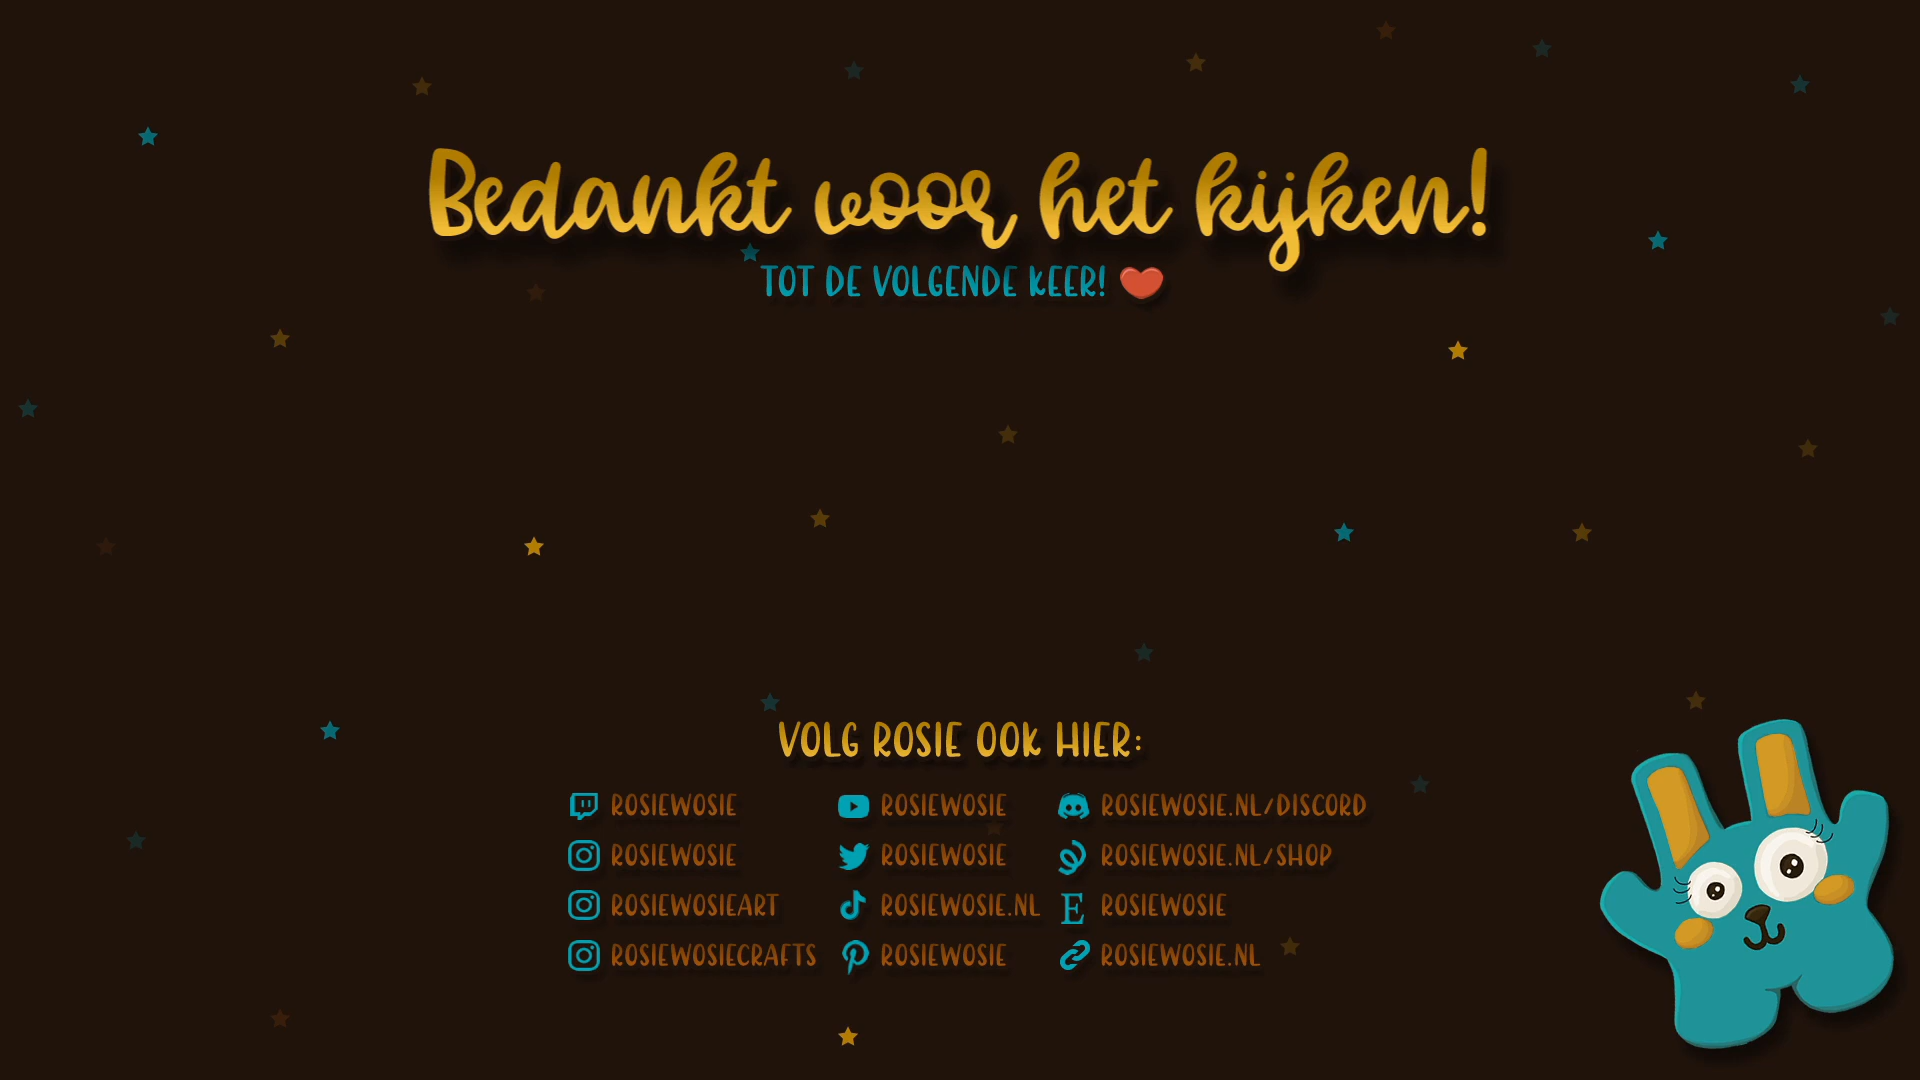 Bedankt voor het kijken!
TOT DE VOLGENDE KEER! ❤️
VOLG ROSIE OOK HIER:
ROSIEWOSIE ROSIEWOSIE ROSIEWOSIE.NL/DISCORD
ROSIEWOSIE ROSIEWOSIE ROSIEWOSIE.NL/SHOP
ROSIEWOSIEART ROSIEWOSIE.NL E ROSIEWOSIE
ROSIEWOSIECRAFTS ROSIEWOSIE ROSIEWOSIE.NL